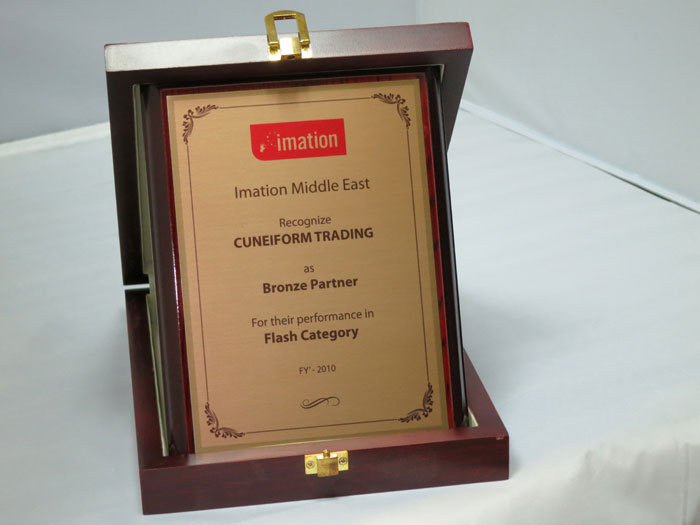 imation
Imation Middle East
Recognize
CUNEIFORM TRADING
as
Bronze Partner
For their performance in
Flash Category
FY' - 2010